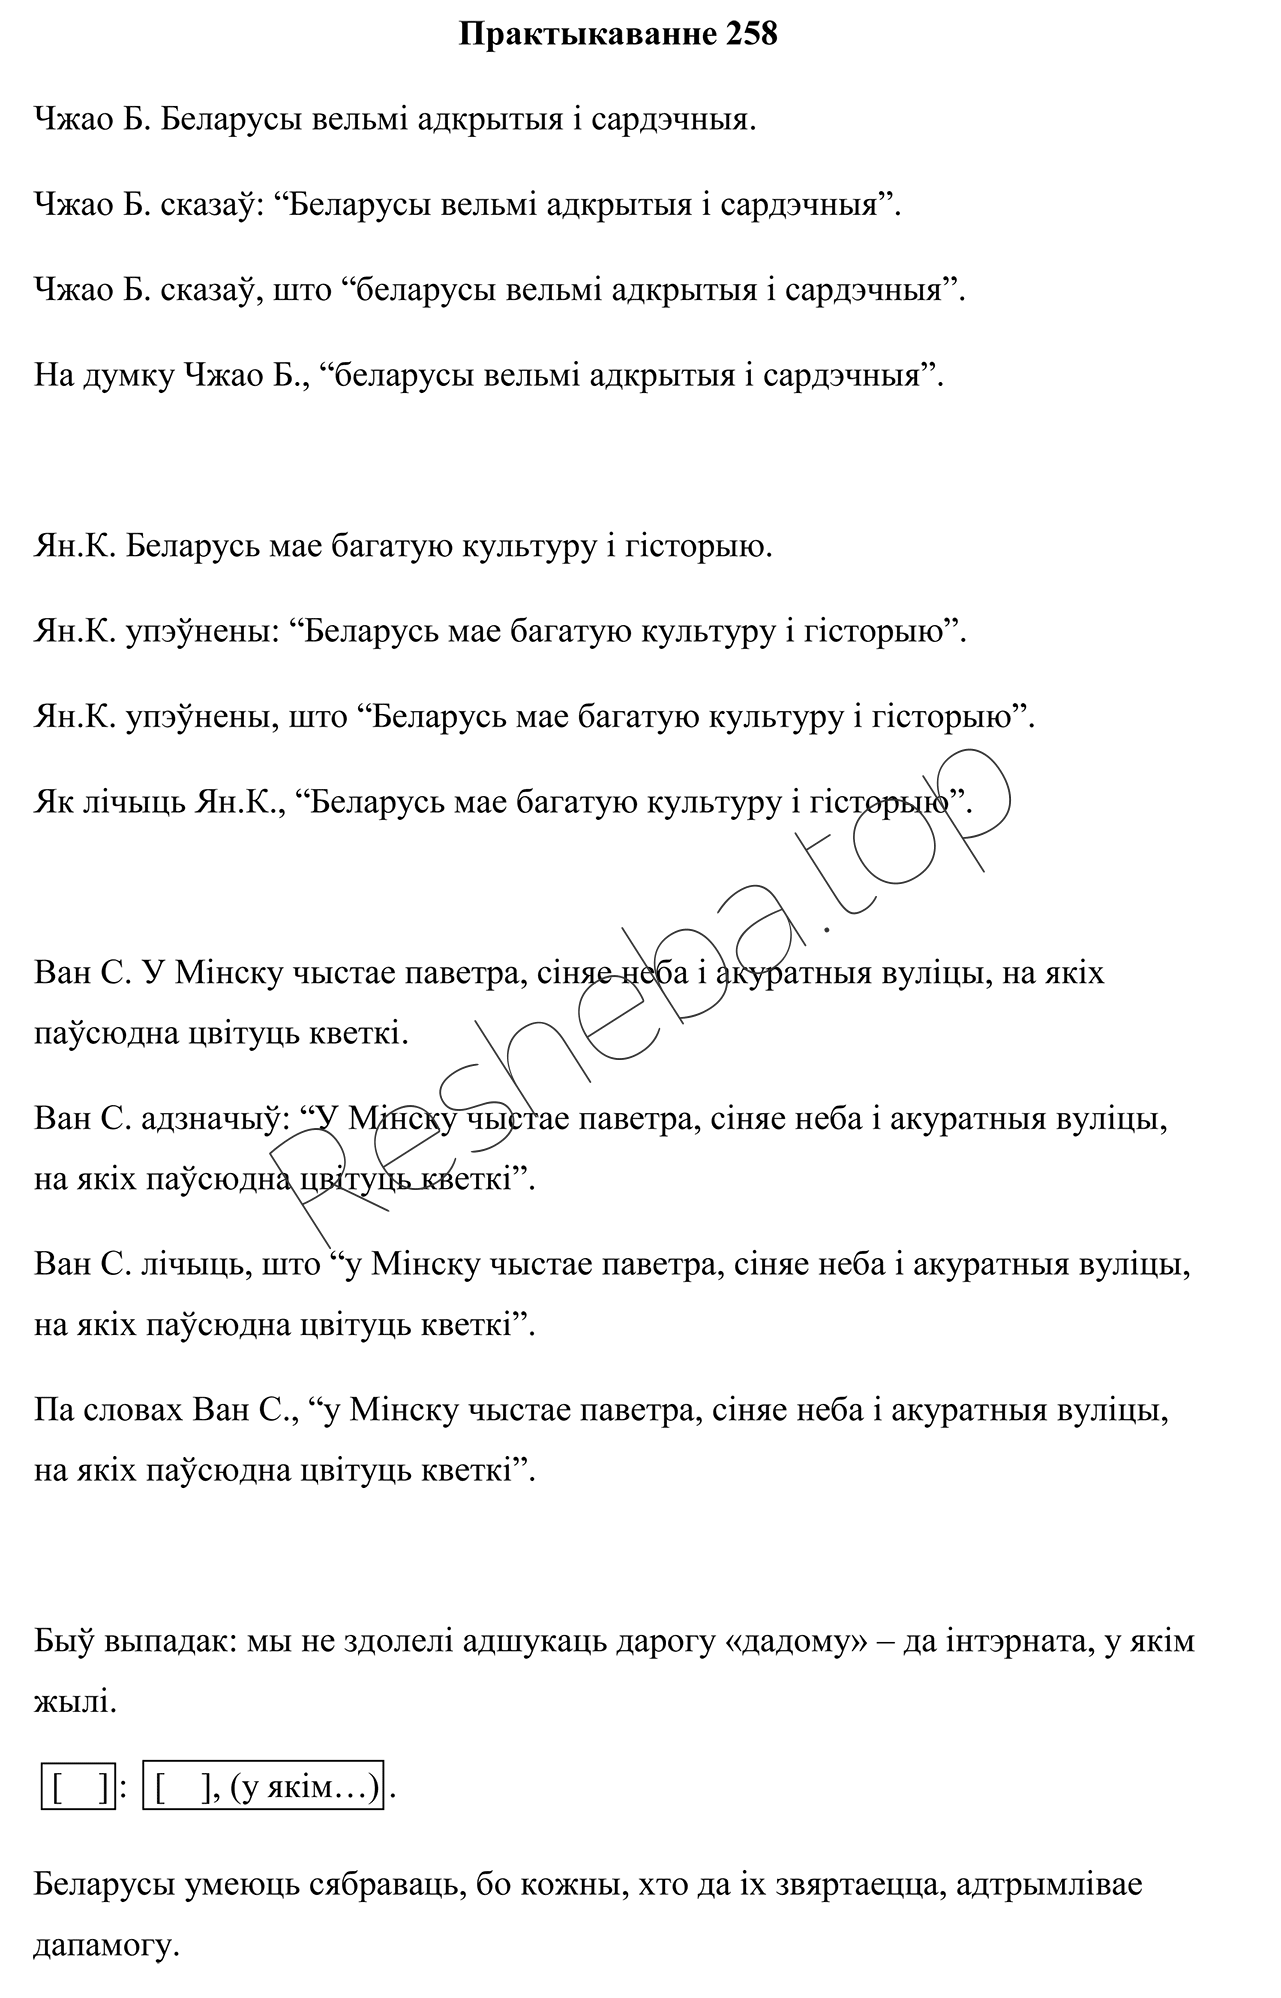 Практыкаванне 258
Чжао Б. Беларусы вельмі адкрытыя і сардэчныя.
Чжао Б. сказаў: “Беларусы вельмі адкрытыя і сардэчныя”.
Чжао Б. сказаў, што “беларусы вельмі адкрытыя і сардэчныя”.
На думку Чжао Б., “беларусы вельмі адкрытыя і сардэчныя”.
Ян.К. Беларусь мае багатую культуру і гісторыю.
Ян.К. упэўнены: “Беларусь мае багатую культуру і гісторыю”.
Ян.К. упэўнены, што “Беларусь мае багатую культуру і гісторыю”.
Як лічыць Ян.К., “Беларусь мае багатую культуру і гісторыю”.
Ван С. У Мінску чыстае паветра, сіняе неба і акуратныя вуліцы, на якіх
паўсюдна цвітуць кветкі.
Ван С. адзначыў: “У Мінску чыстае паветра, сіняе неба і акуратныя вуліцы,
на якіх паўсюдна цвітуць кветкі”.
Ван С. лічыць, што “у Мінску чыстае паветра, сіняе неба і акуратныя вуліцы,
на якіх паўсюдна цвітуць кветкі”.
Па словах Ван С., “у Мінску чыстае паветра, сіняе неба і акуратныя вуліцы,
на якіх паўсюдна цвітуць кветкі”.
Быў выпадак: мы не здолелі адшукаць дарогу «дадому» – да інтэрната, у якім
жылі.
[ ]: [ ], (у якім…).
Беларусы умеюць сябраваць, бо кожны, хто да іх звяртаецца, адтрымлівае
дапамогу.
Resheba.top